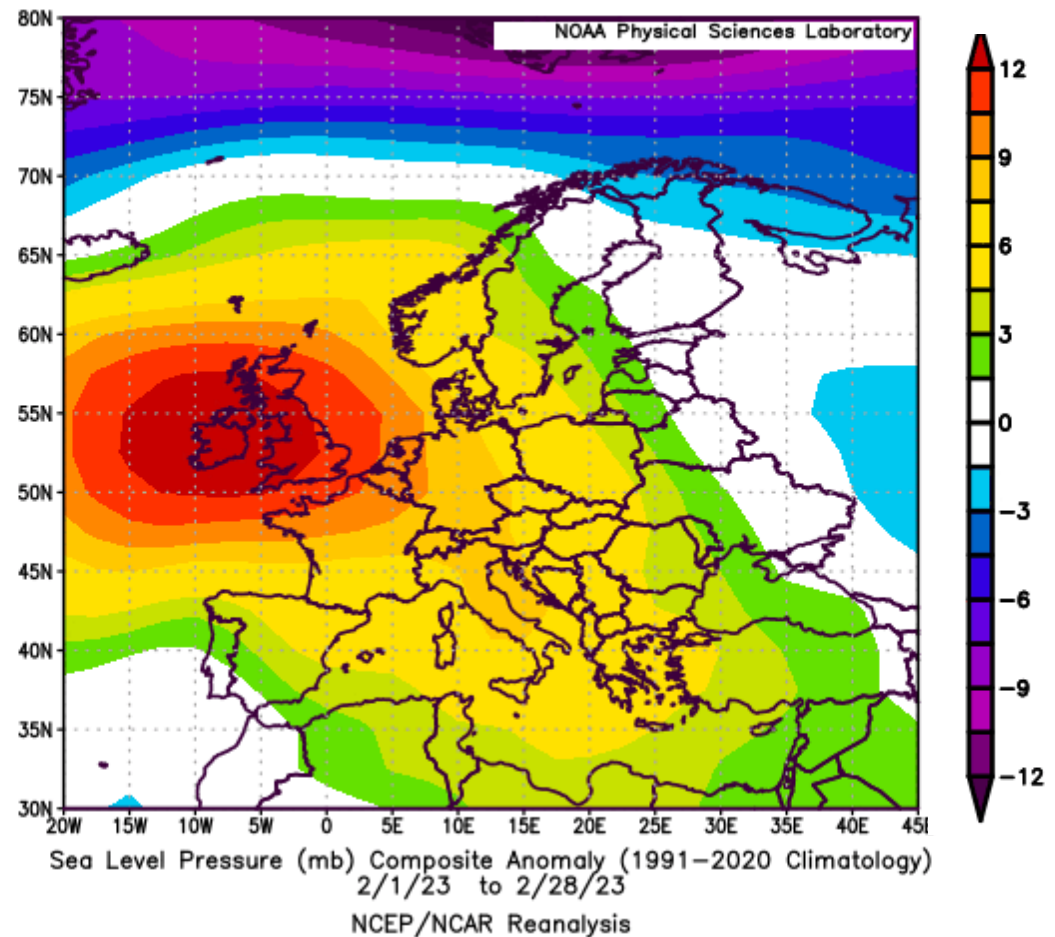 NOAA Physical Sciences Laboratory
80N
75N
70N
65N
60N
55N
50N
45N
40N
35N
30N
20W 15W 10W 5W 0 5E 10E 15E 20E 25E 30E 35E 40E 45E
12
9
6
3
0
−3
−6
−9
−12
Sea Level Pressure (mb) Composite Anomaly (1991−2020 Climatology)
2/1/23 to 2/28/23
NCEP/NCAR Reanalysis